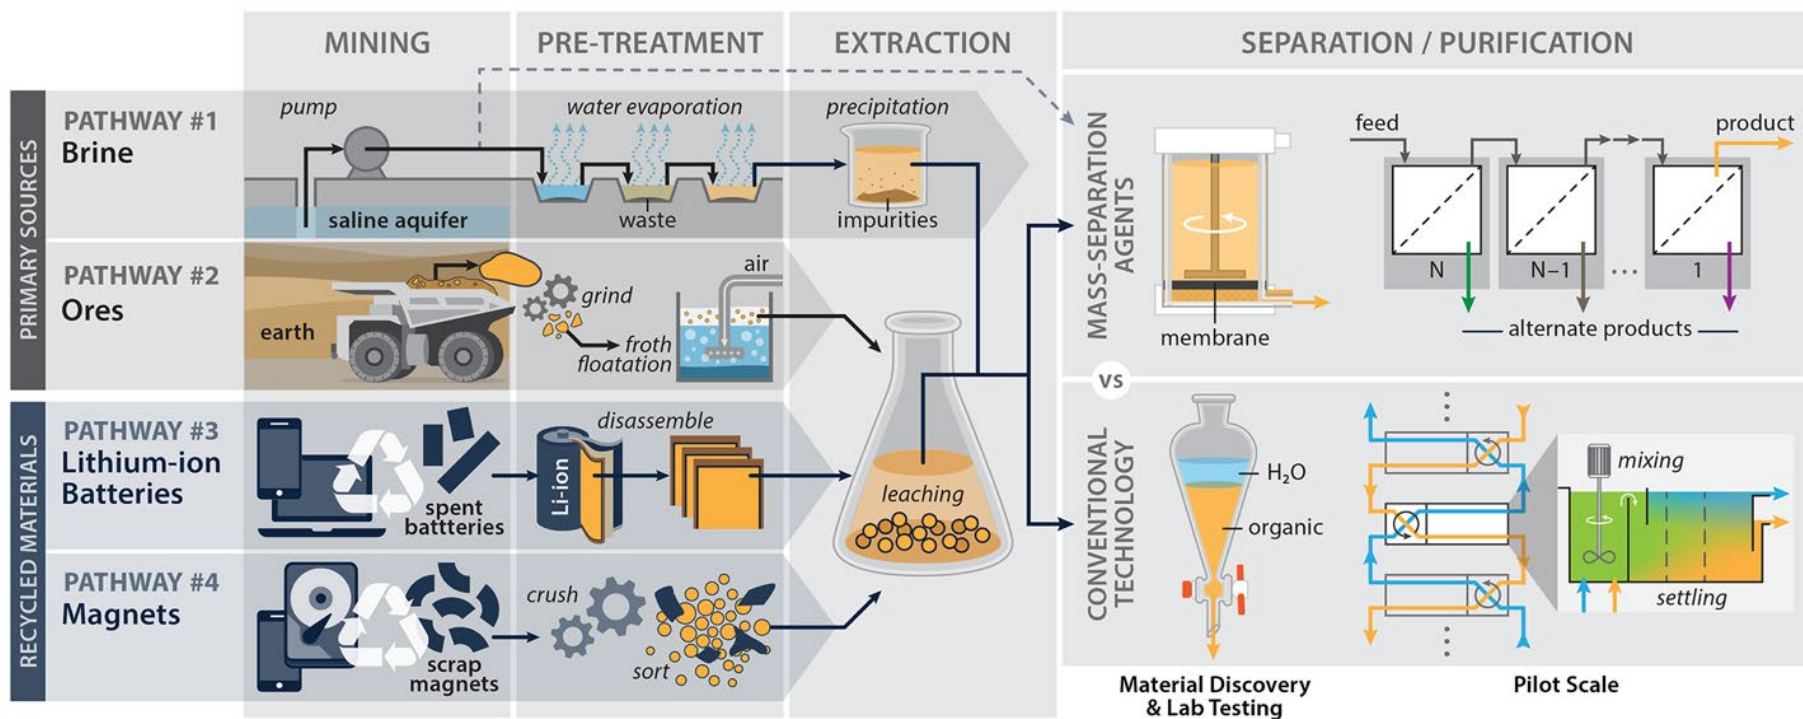 MINING
PRE-TREATMENT
EXTRACTION
SEPARATION / PURIFICATION
PRIMARY SOURCES
PATHWAY #1
Brine
pump
saline aquifer
water evaporation
waste
precipitation
impurities
PATHWAY #2
Ores
earth
grind
froth
floatation
air
RECYCLED MATERIALS
PATHWAY #3
Lithium-ion
Batteries
spent
battteries
Li-ion
disassemble
leaching
PATHWAY #4
Magnets
scrap
magnets
crush
sort
MASS-SEPARATION
AGENTS
membrane
feed
product
N
N–1
...
1
alternate products
vs
CONVENTIONAL
TECHNOLOGY
H₂O
organic
mixing
settling
Material Discovery
& Lab Testing
Pilot Scale